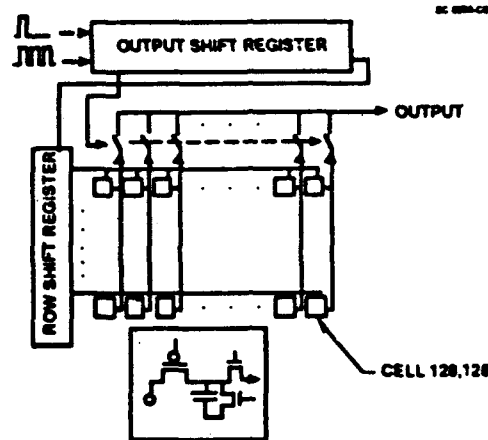 OUTPUT SHIFT REGISTER
OUTPUT
ROW SHIFT REGISTER
CELL 128,128